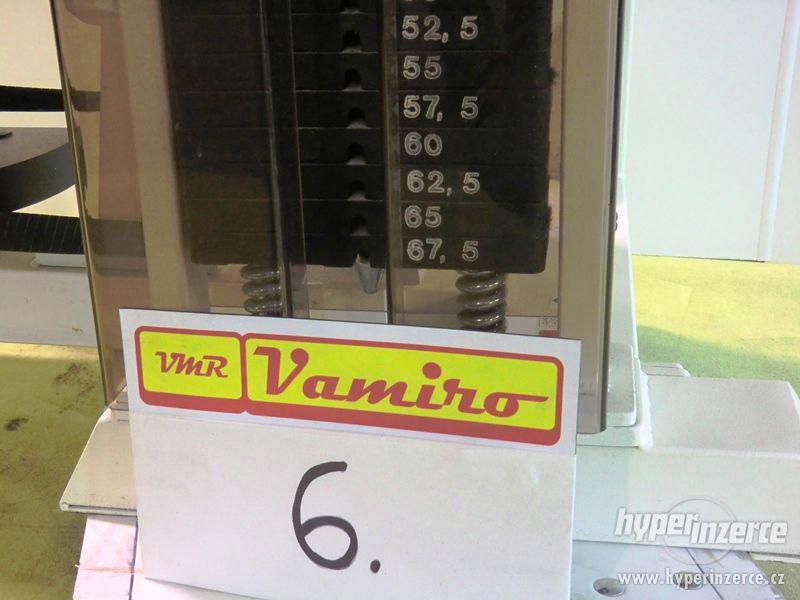 52, 5
55
57, 5
60
62, 5
65
67, 5
VMR Vamiro
6.
hyperinzerce
www.hyperinzerce.cz